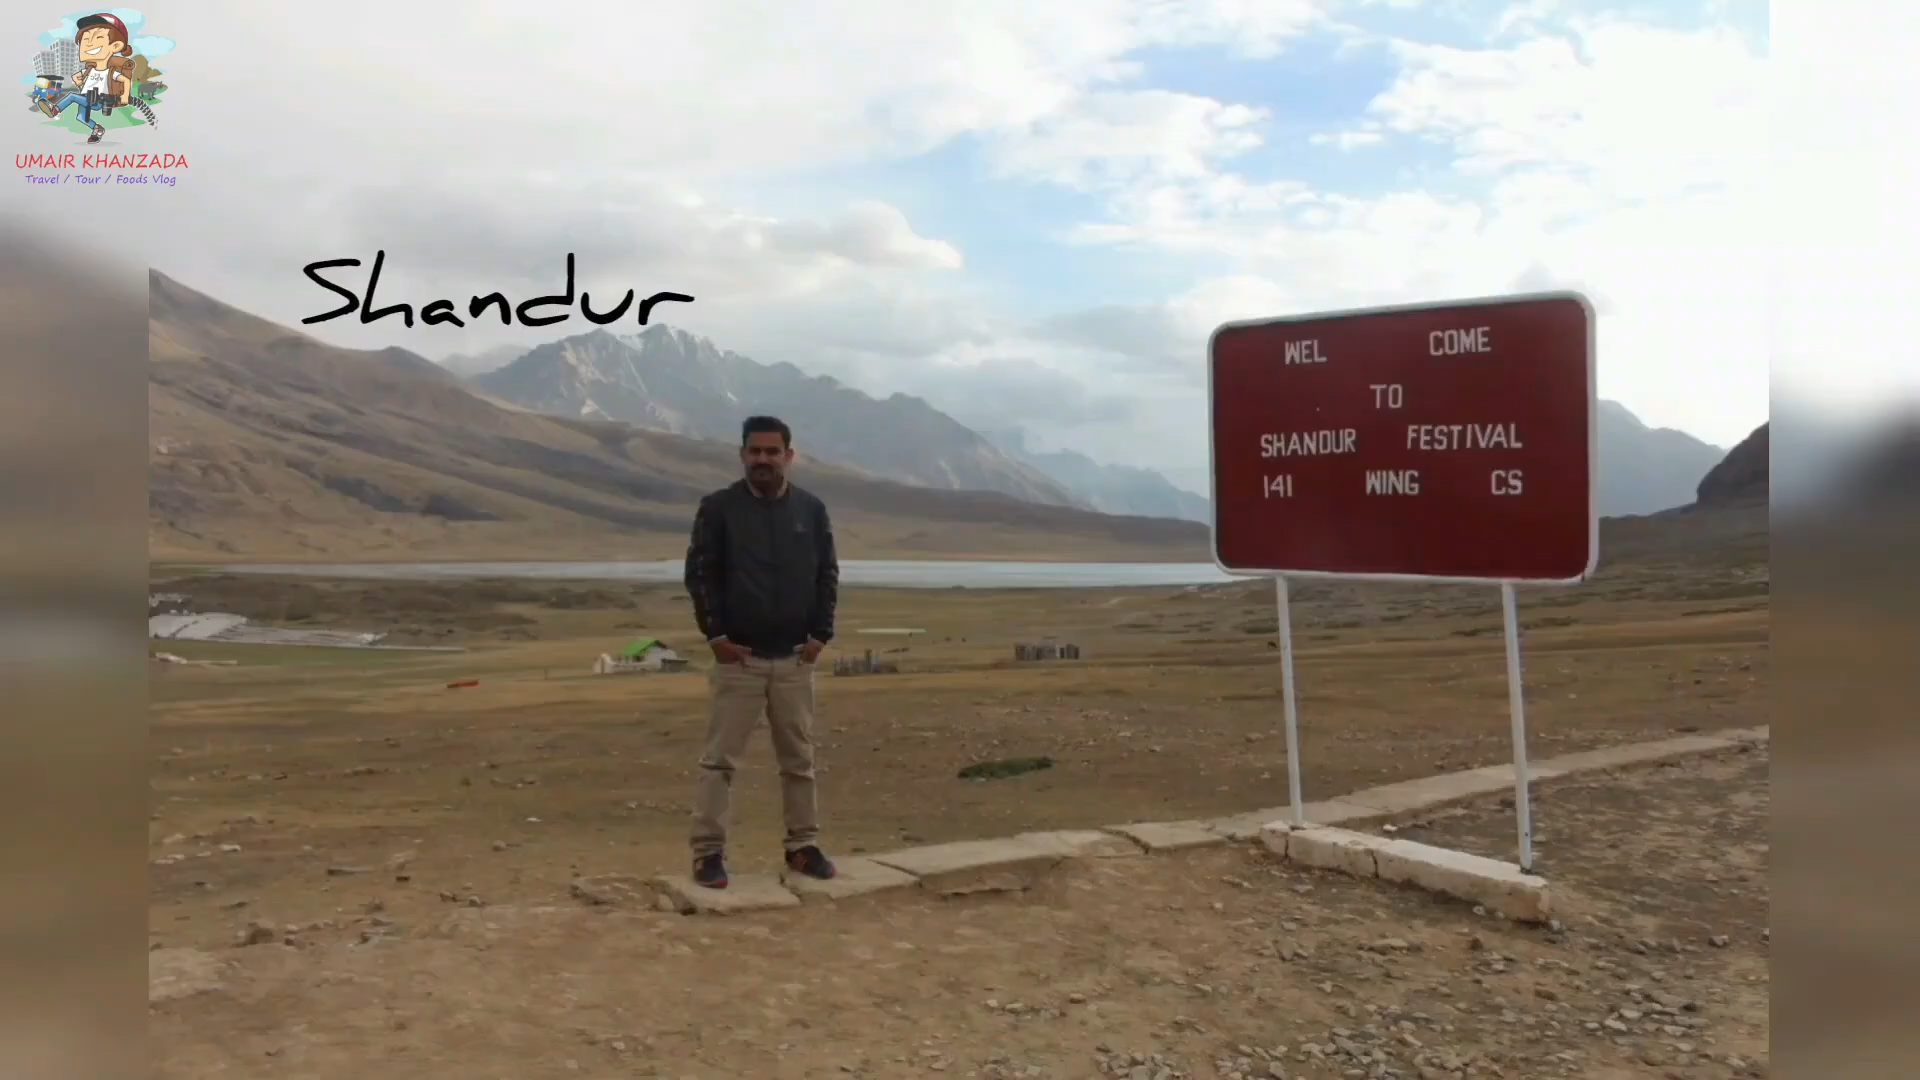 UMAIR KHANZADA
Travel / Tour / Foods Vlog
Shandur
WEL COME
TO
SHANDUR FESTIVAL
141 WING CS